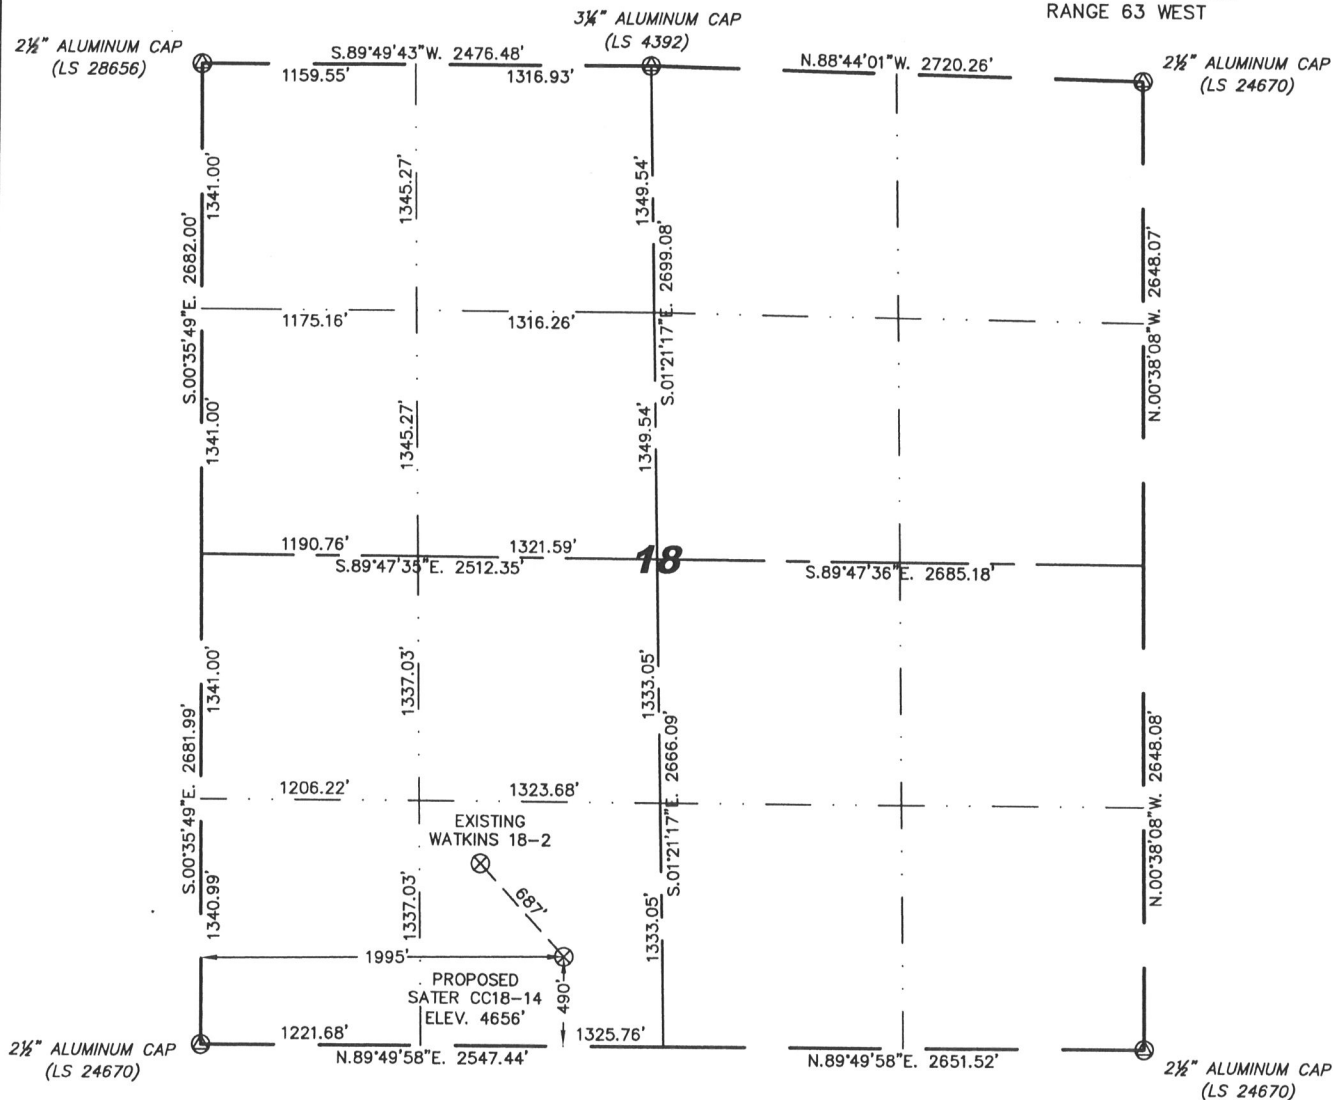 RANGE 63 WEST
3¼" ALUMINUM CAP
(LS 4392)
2½" ALUMINUM CAP
(LS 28656)
S.89°49'43"W. 2476.48'
1159.55'
1316.93'
N.88°44'01"W. 2720.26'
2½" ALUMINUM CAP
(LS 24670)
1341.00'
1345.27'
1349.54'
S.00°35'49"E. 2682.00'
S.01°21'17"E. 2699.08'
N.00°38'08"W. 2648.07'
1175.16'
1316.26'
1341.00'
1345.27'
1349.54'
1190.76'
1321.59'
18
S.89°47'35"E. 2512.35'
S.89°47'36"E. 2685.18'
1341.00'
1337.03'
1333.05'
S.00°35'49"E. 2681.99'
S.01°21'17"E. 2666.09'
N.00°38'08"W. 2648.08'
1206.22'
1323.68'
EXISTING
WATKINS 18-2
687'
1340.99'
1337.03'
1333.05'
1995'
490'
PROPOSED
SATER CC18-14
ELEV. 4656'
1221.68'
1325.76'
N.89°49'58"E. 2547.44'
N.89°49'58"E. 2651.52'
2½" ALUMINUM CAP
(LS 24670)
2½" ALUMINUM CAP
(LS 24670)